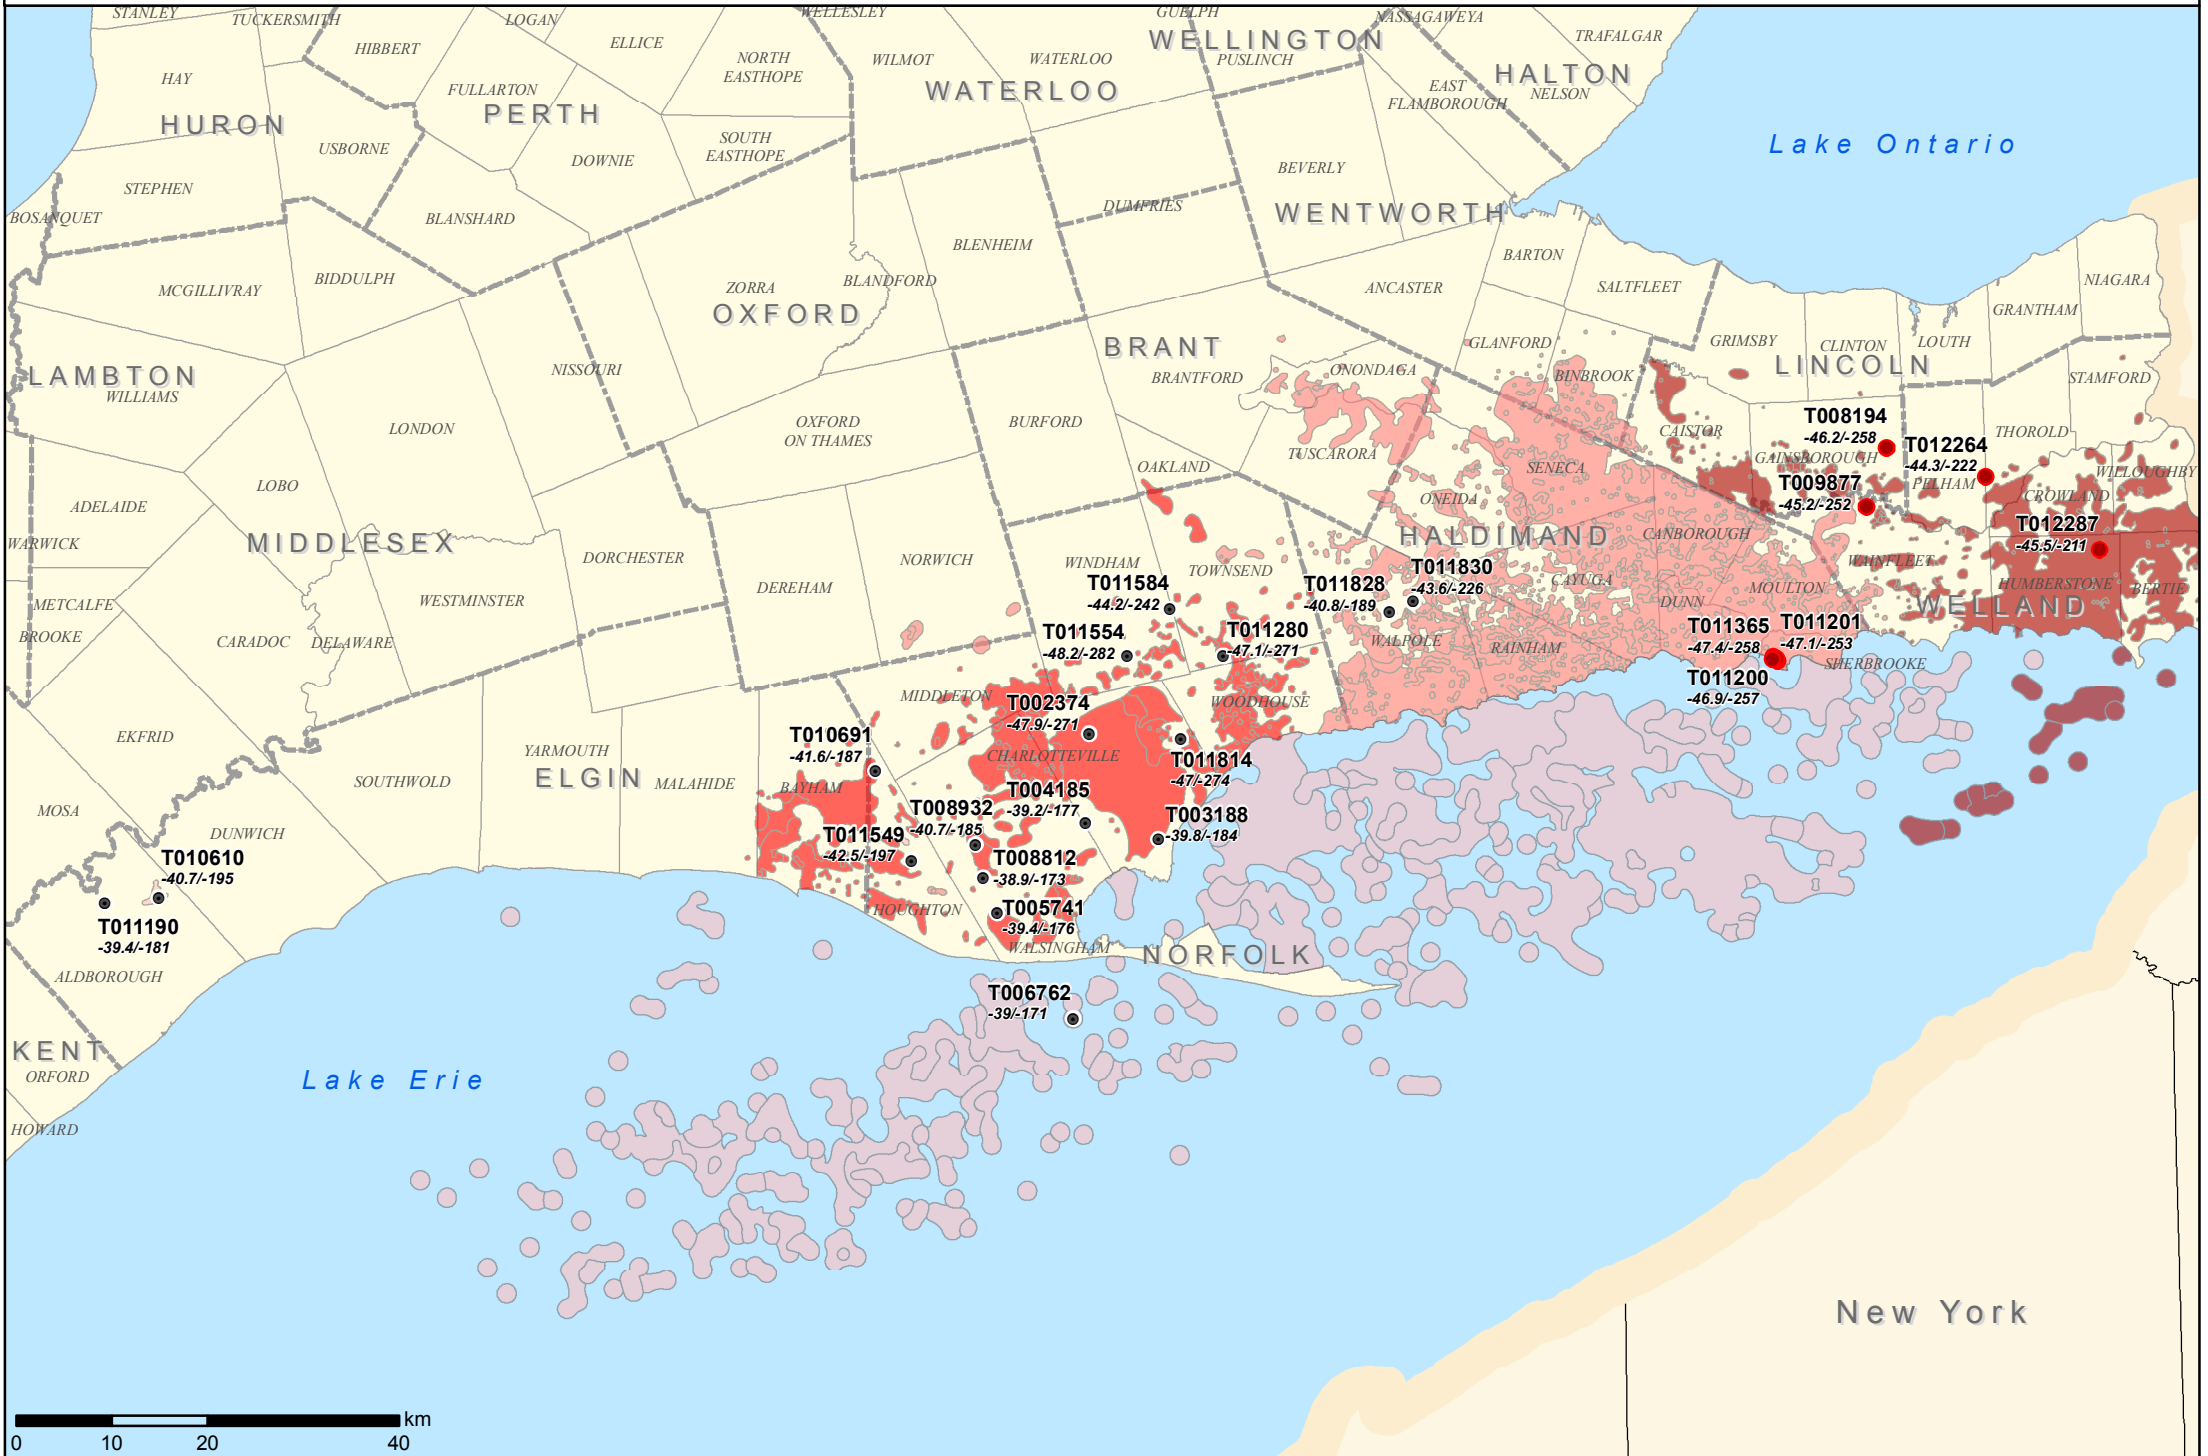 STANLEY
TUCKERSMITH
LOGAN
WELLESLEY
GUELPH
NASSAGAWEYA
HIBBERT
ELLICE
NORTH
EASTHOPE
WILMOT
WATERLOO
WELLINGTON
PUSLINCH
TRAFALGAR
HAY
FULLARTON
PERTH
WATERLOO
EAST
FLAMBOROUGH
HALTON
NELSON
HURON
USBORNE
DOWNIE
SOUTH
EASTHOPE
BEVERLY
Lake Ontario
STEPHEN
BOSANQUET
BLANSHARD
DUMFRIES
WENTWORTH
BLENHEIM
BARTON
MCGILLIVRAY
BIDDULPH
ZORRA
BLANDFORD
ANCASTER
SALTFLEET
NIAGARA
OXFORD
GRANTHAM
BRANT
GLANFORD
GRIMSBY
CLINTON
LOUTH
LINCOLN
LAMBTON
WILLIAMS
NISSOURI
BRANTFORD
ONONDAGA
BINBROOK
STAMFORD
LONDON
OXFORD
ON THAMES
BURFORD
CAISTOR
T008194
-46.2/-258
THOROLD
T012264
-44.3/-222
TUSCARORA
OAKLAND
SENECA
GAINSBOROUGH
WILLOUGHBY
LOBO
ADELAIDE
ONEIDA
T009877
-45.2/-252
PELHAM
CROWLAND
T012287
-45.5/-211
WARWICK
MIDDLESEX
DORCHESTER
NORWICH
WINDHAM
TOWNSEND
HALDIMAND
CANBOROUGH
WAINFLEET
T011584
-44.2/-242
T011828
-40.8/-189
T011830
-43.6/-226
CAYUGA
MOULTON
HUMBERSTONE
BERTIE
METCALFE
WESTMINSTER
DEREHAM
DUNN
WELLAND
BROOKE
CARADOC
DELAWARE
T011554
-48.2/-282
T011280
-47.1/-271
WALPOLE
RAINHAM
T011365
-47.4/-258
T011201
-47.1/-253
SHERBROOKE
T011200
-46.9/-257
MIDDLETON
T002374
-47.9/-271
WOODHOUSE
EKFRID
YARMOUTH
T010691
-41.6/-187
CHARLOTTEVILLE
T011814
-47/-274
SOUTHWOLD
ELGIN
MALAHIDE
BAYHAM
T004185
-39.2/-177
MOSA
DUNWICH
T008932
-40.7/-185
T003188
-39.8/-184
T011549
-42.5/-197
T010610
-40.7/-195
T008812
-38.9/-173
T011190
-39.4/-181
HOUGHTON
T005741
-39.4/-176
WALSINGHAM
NORFOLK
ALDBOROUGH
T006762
-39/-171
KENT
ORFORD
Lake Erie
HOWARD
New York
km
0 10 20 40